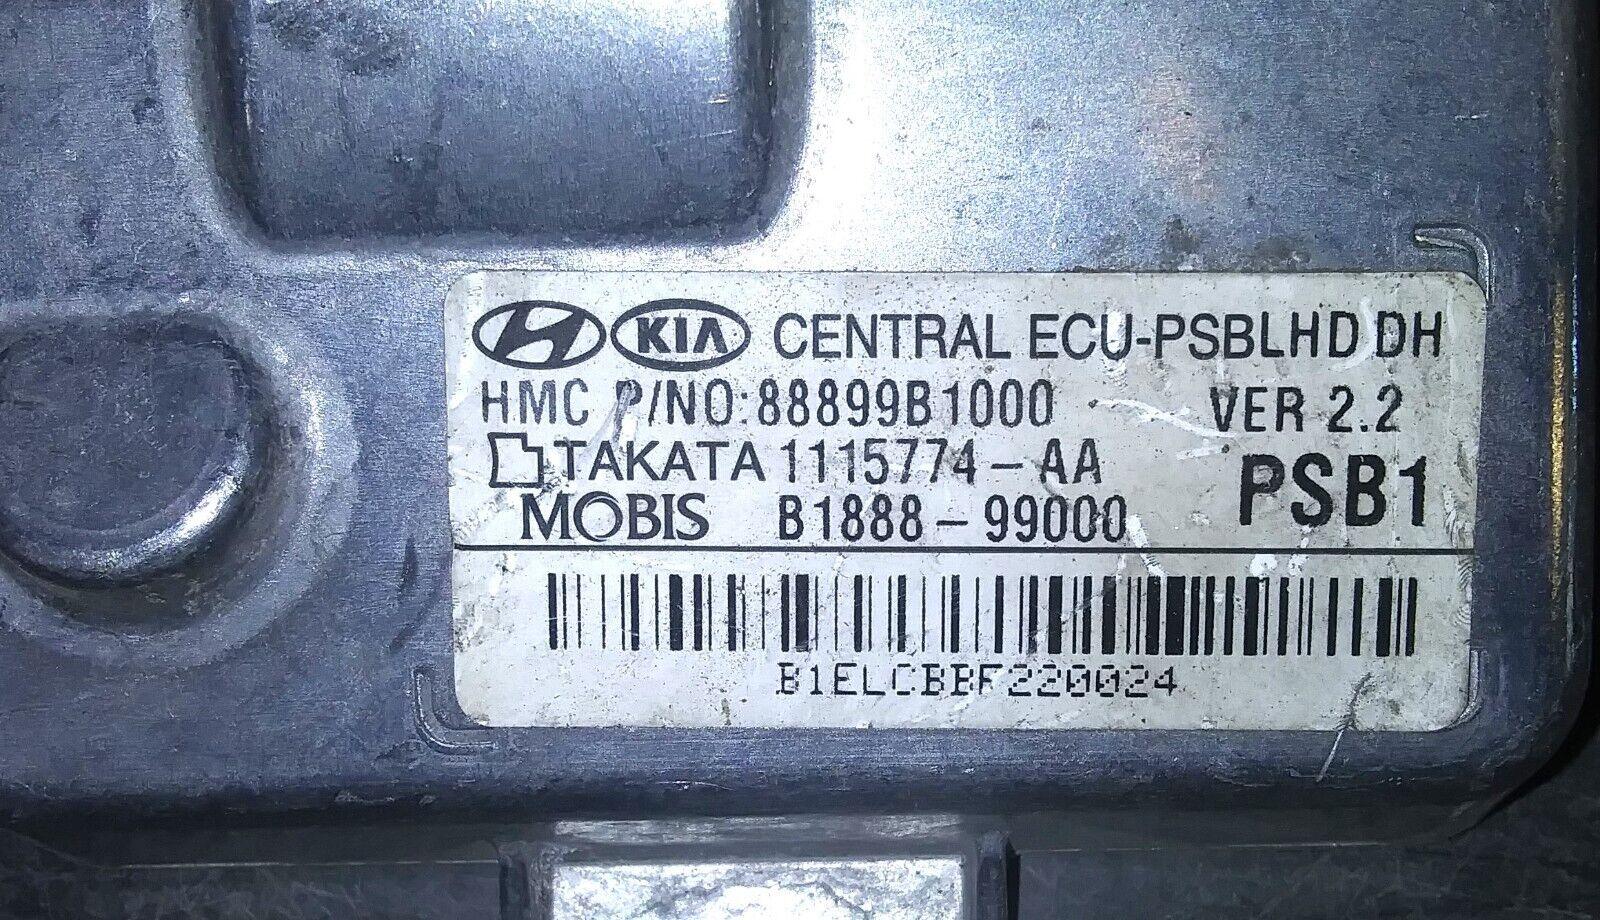 KIA CENTRAL ECU-PSBLHD DH
HMC P/NO:88899B1000 VER 2.2
TAKATA 1115774-AA PSB1
MOBIS B1888-99000
B1ELCBBF220024